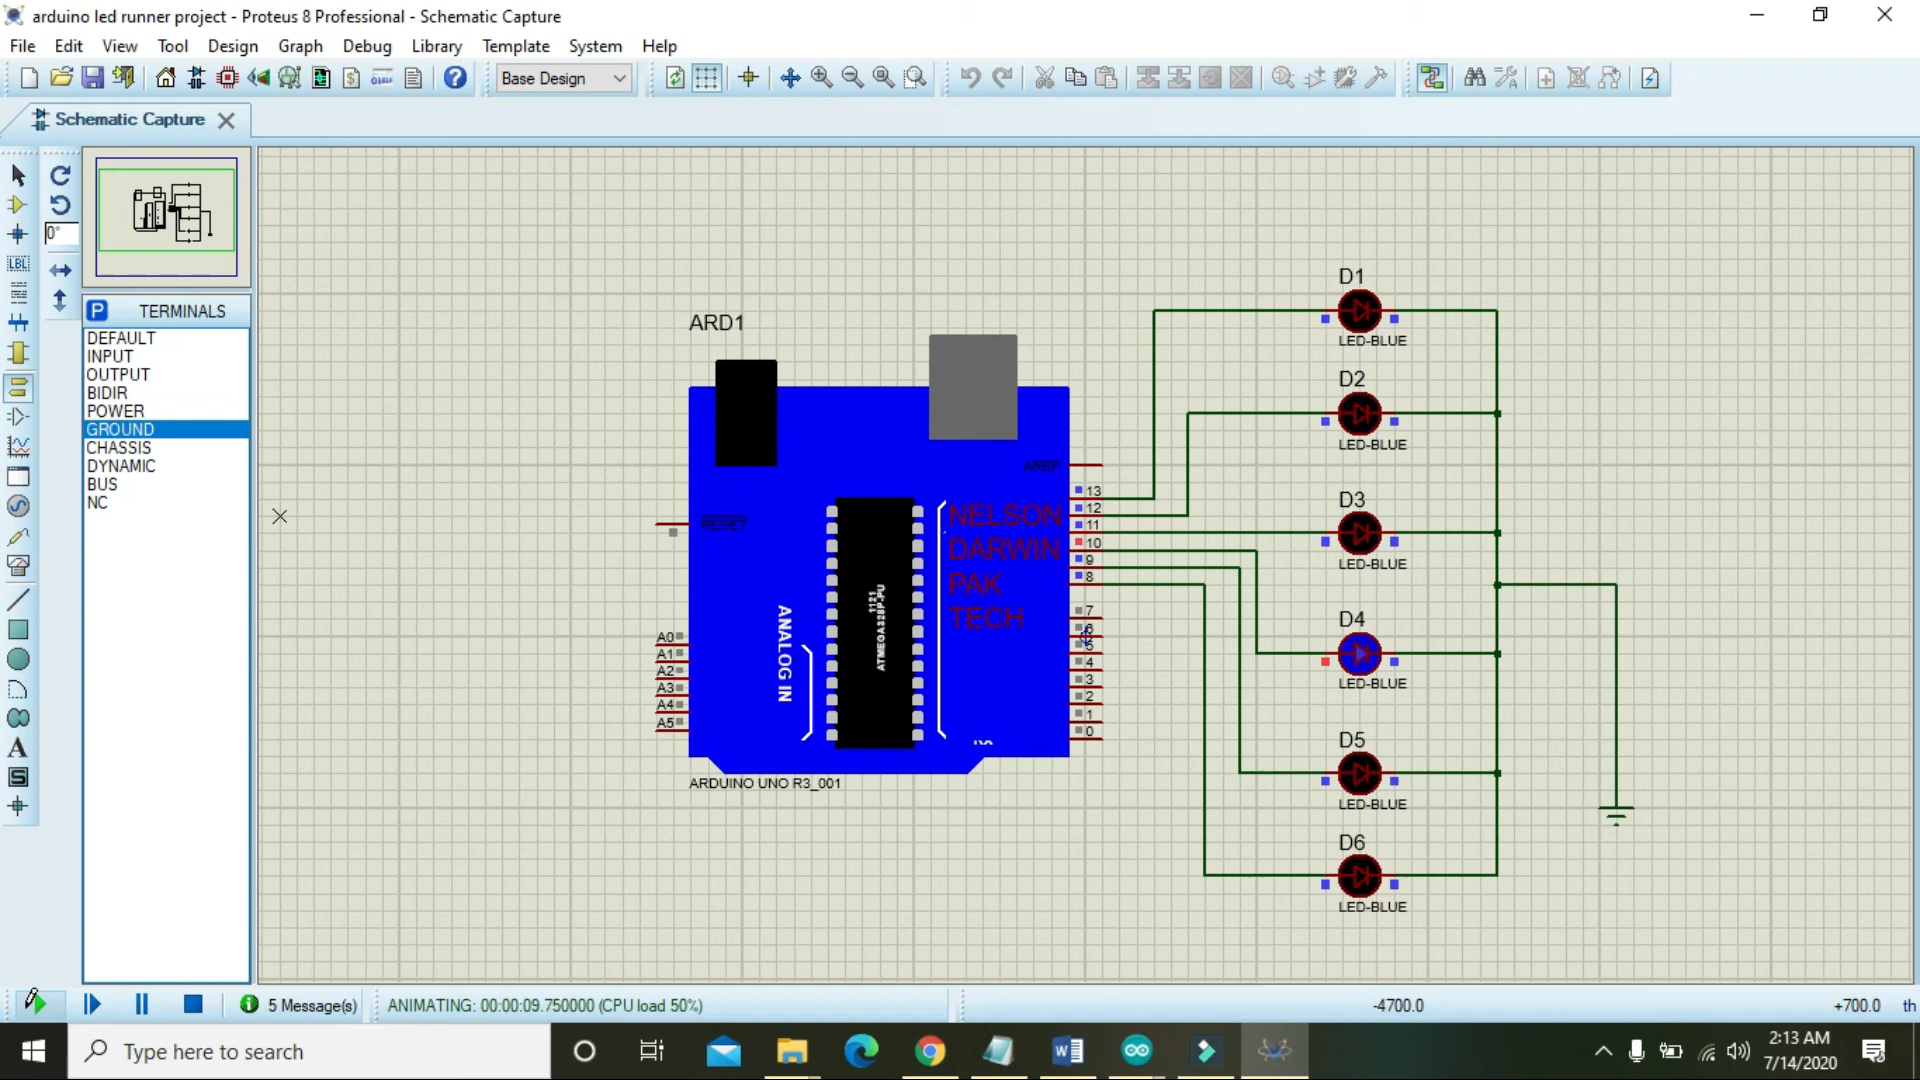 arduino led runner project - Proteus 8 Professional - Schematic Capture
File Edit View Tool Design Graph Debug Library Template System Help
Base Design
Schematic Capture
0°
LBL
P TERMINALS
DEFAULT
INPUT
OUTPUT
BIDIR
POWER
GROUND
CHASSIS
DYNAMIC
BUS
NC
ARD1
AREF
RESET
13
12
11
10
9
8
7
6
5
4
3
2
1
0
NELSON
DARWIN
PAK
TECH
1121
ATMEGA328P-PU
ANALOG IN
A0
A1
A2
A3
A4
A5
ARDUINO UNO R3_001
D1
LED-BLUE
D2
LED-BLUE
D3
LED-BLUE
D4
LED-BLUE
D5
LED-BLUE
D6
LED-BLUE
5 Message(s)
ANIMATING: 00:00:09.750000 (CPU load 50%)
-4700.0
+700.0
th
Type here to search
2:13 AM
7/14/2020